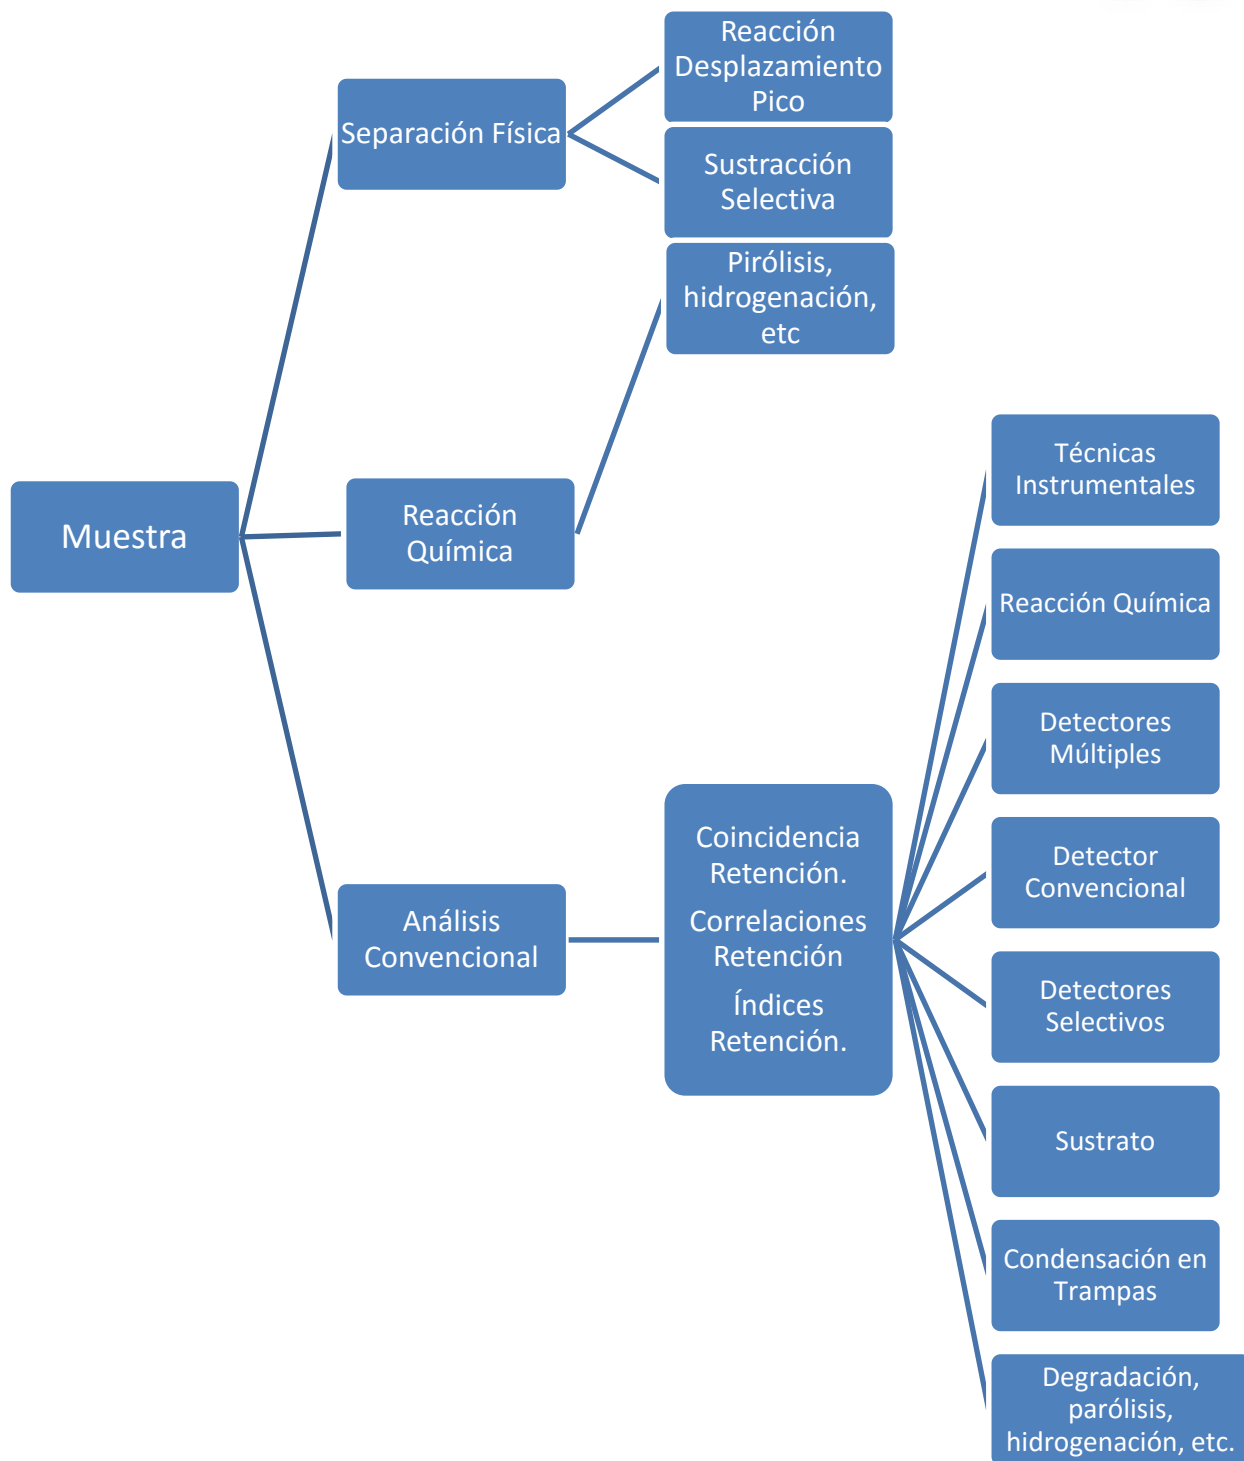 Reacción
Desplazamiento
Pico
Separación Física
Sustracción
Selectiva
Pirólisis,
hidrogenación,
etc
Técnicas
Instrumentales
Muestra
Reacción
Química
Reacción Química
Detectores
Múltiples
Coincidencia
Retención.
Correlaciones
Retención
Índices
Retención.
Detector
Convencional
Análisis
Convencional
Detectores
Selectivos
Sustrato
Condensación en
Trampas
Degradación,
parólisis,
hidrogenación, etc.